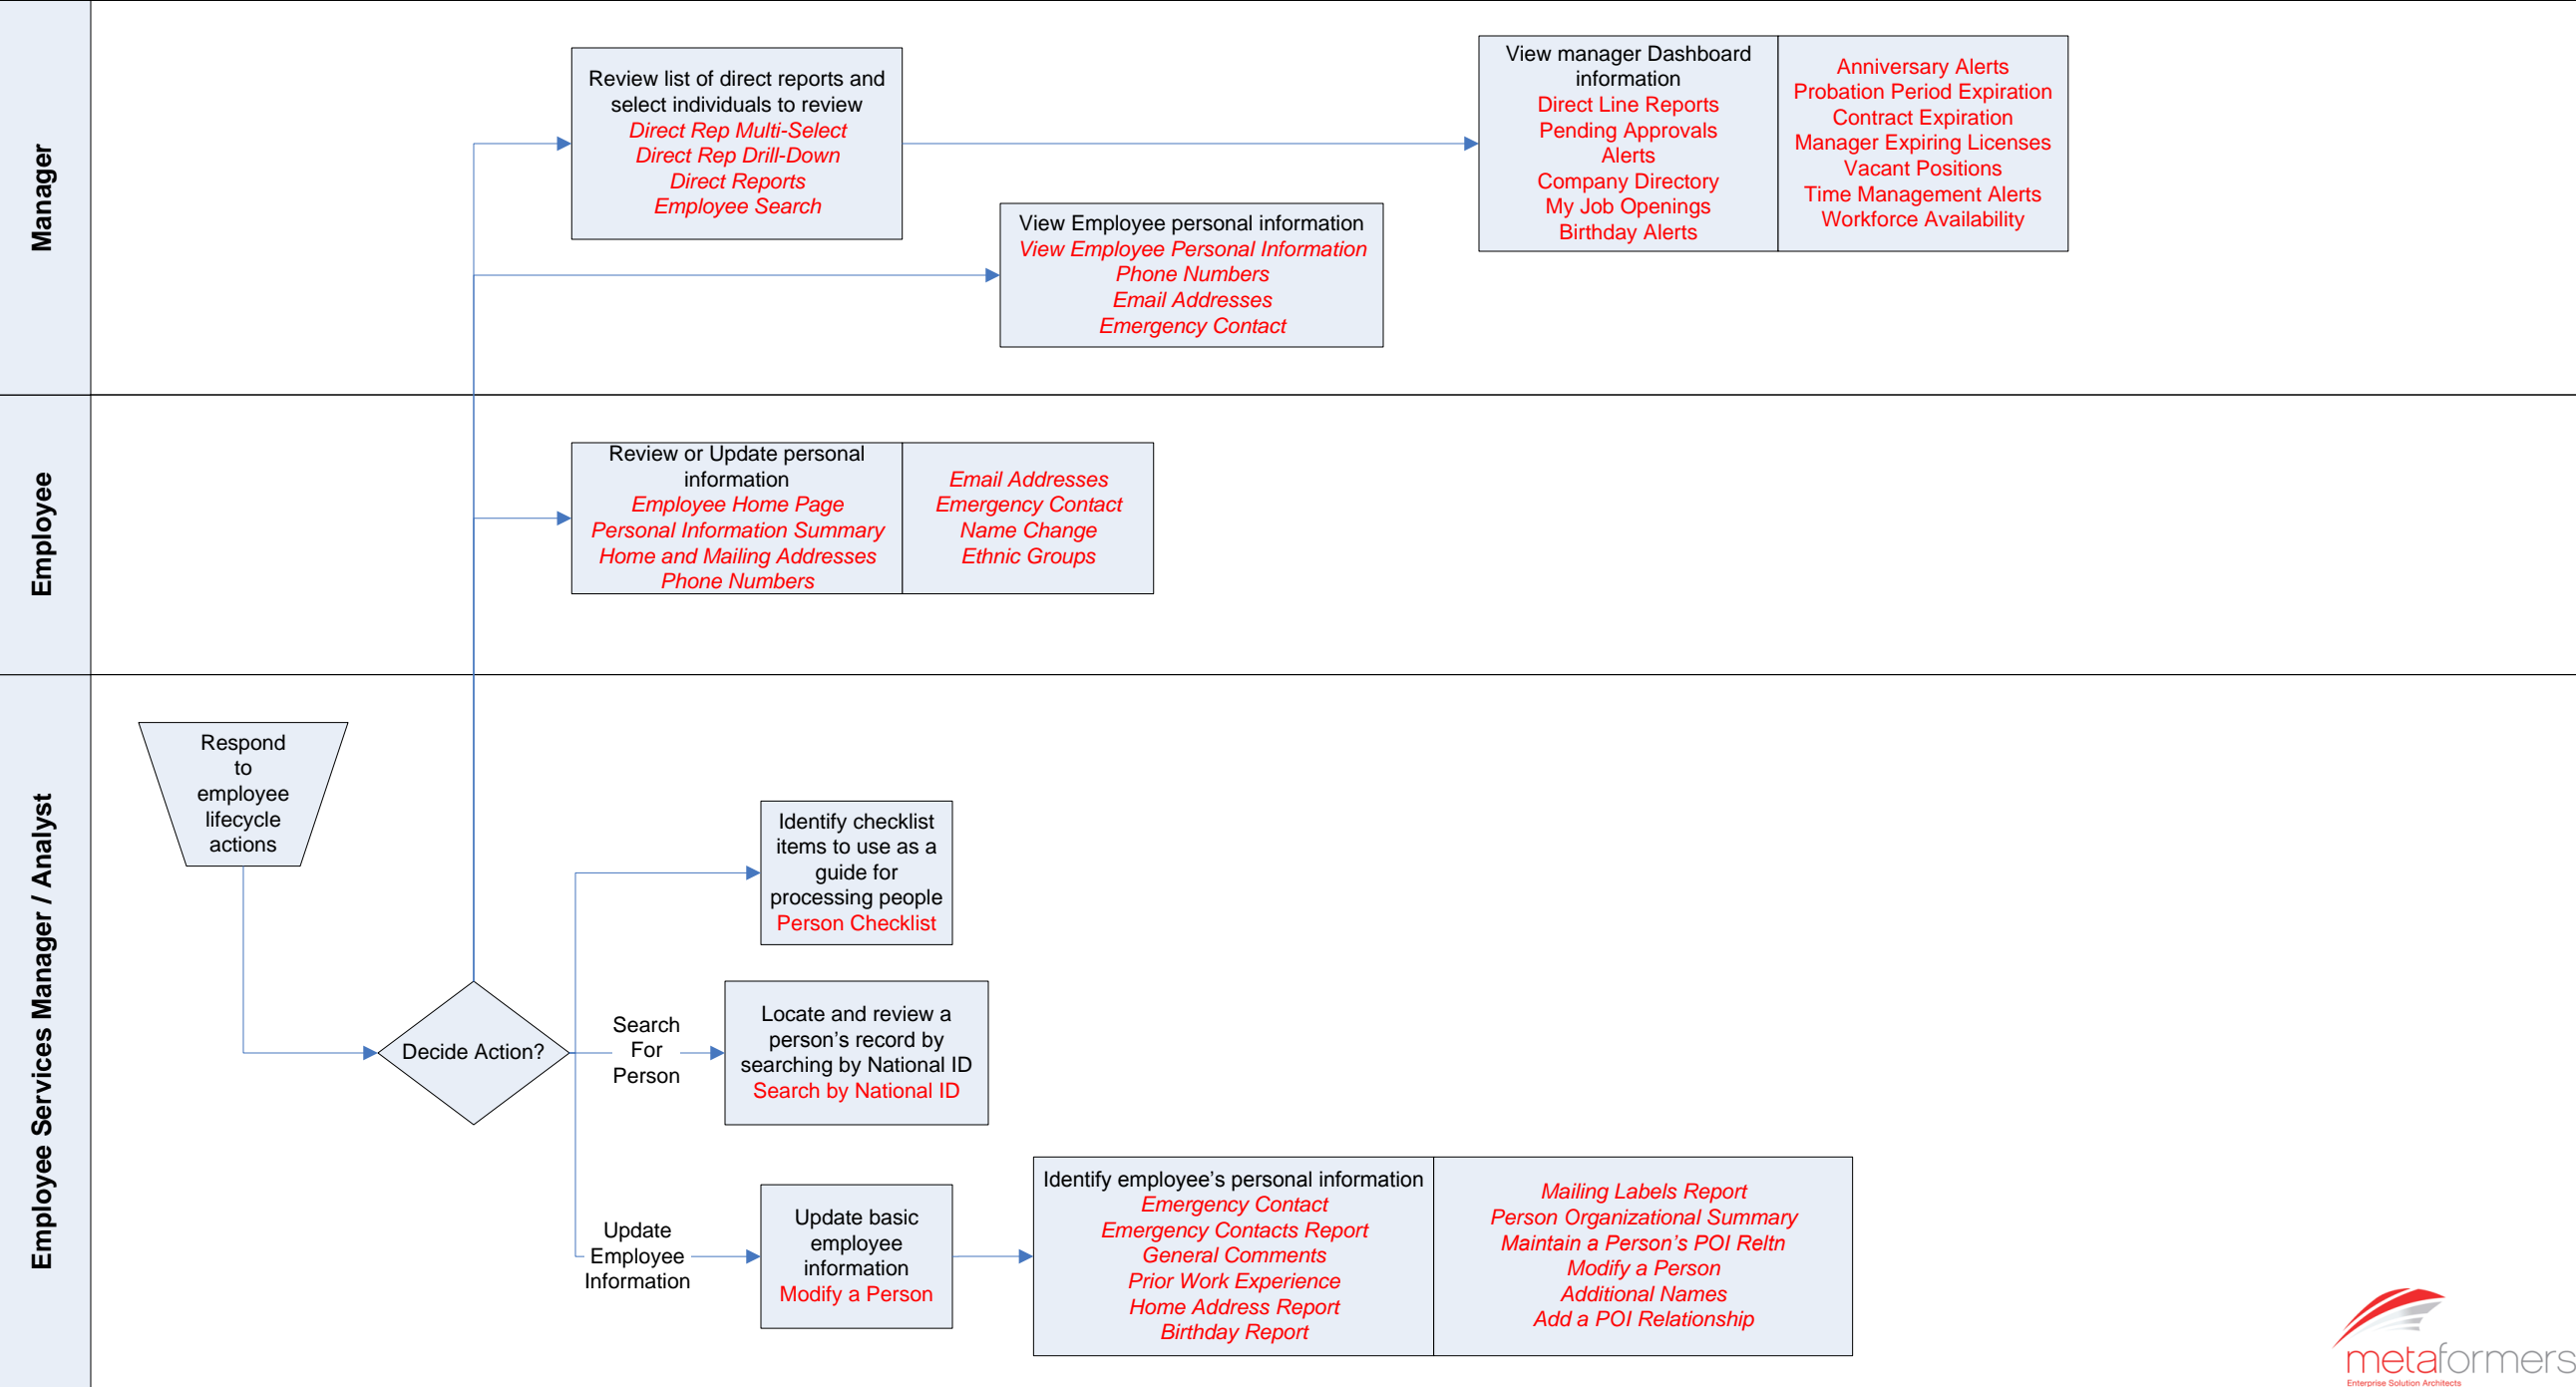 Manager
Review list of direct reports and
select individuals to review
Direct Rep Multi-Select
Direct Rep Drill-Down
Direct Reports
Employee Search
View Employee personal information
View Employee Personal Information
Phone Numbers
Email Addresses
Emergency Contact
View manager Dashboard
information
Direct Line Reports
Pending Approvals
Alerts
Company Directory
My Job Openings
Birthday Alerts
Anniversary Alerts
Probation Period Expiration
Contract Expiration
Manager Expiring Licenses
Vacant Positions
Time Management Alerts
Workforce Availability
Employee
Review or Update personal
information
Employee Home Page
Personal Information Summary
Home and Mailing Addresses
Phone Numbers
Email Addresses
Emergency Contact
Name Change
Ethnic Groups
Employee Services Manager / Analyst
Respond
to
employee
lifecycle
actions
Decide Action?
Identify checklist
items to use as a
guide for
processing people
Person Checklist
Search
For
Person
Locate and review a
person’s record by
searching by National ID
Search by National ID
Update
Employee
Information
Update basic
employee
information
Modify a Person
Identify employee’s personal information
Emergency Contact
Emergency Contacts Report
General Comments
Prior Work Experience
Home Address Report
Birthday Report
Mailing Labels Report
Person Organizational Summary
Maintain a Person’s POI Reltn
Modify a Person
Additional Names
Add a POI Relationship
metaformers
Enterprise Solution Architects